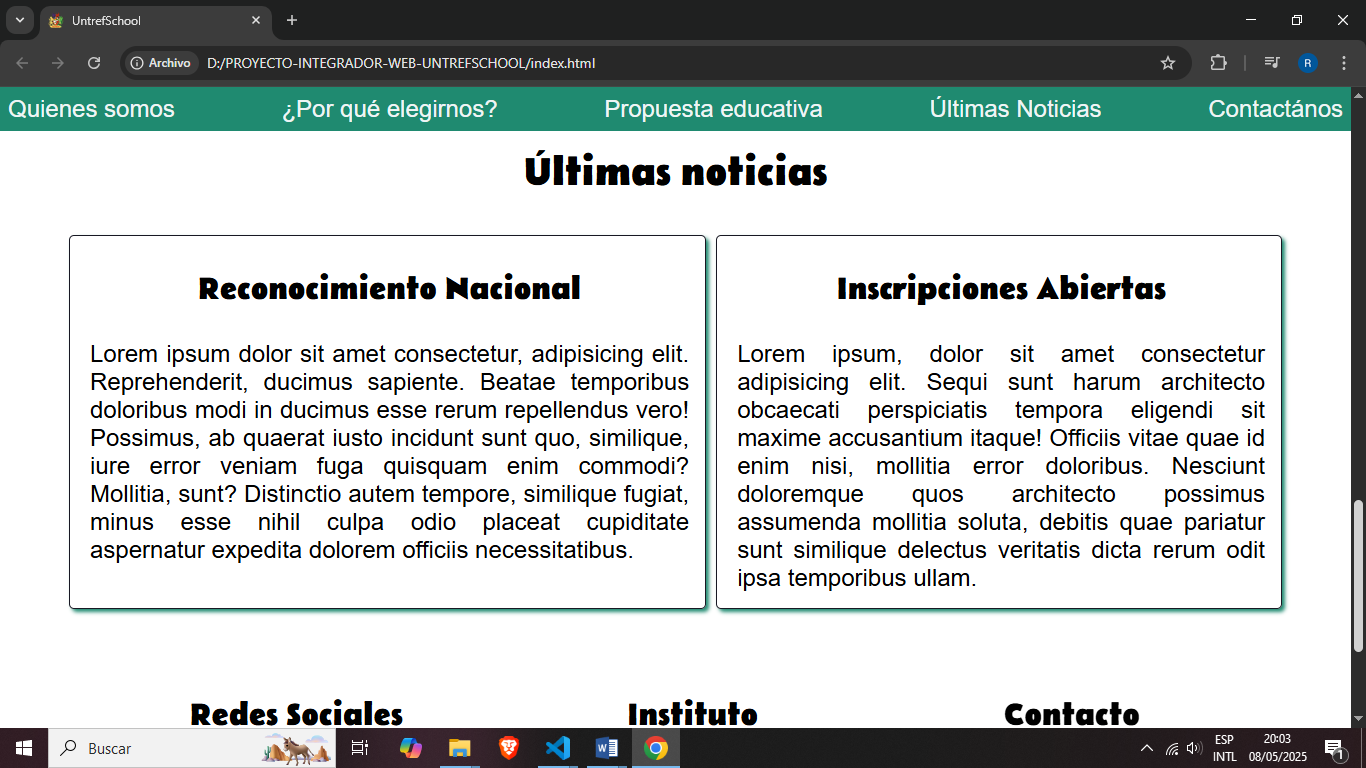 UntrefSchool
Archivo
D:/PROYECTO-INTEGRADOR-WEB-UNTREFSCHOOL/index.html
R
Quienes somos
¿Por qué elegirnos?
Propuesta educativa
Últimas Noticias
Contactános
Últimas noticias
Reconocimiento Nacional
Lorem ipsum dolor sit amet consectetur, adipisicing elit.
Reprehenderit, ducimus sapiente. Beatae temporibus
doloribus modi in ducimus esse rerum repellendus vero!
Possimus, ab quaerat iusto incidunt sunt quo, similique,
iure error veniam fuga quisquam enim commodi?
Mollitia, sunt? Distinctio autem tempore, similique fugiat,
minus esse nihil culpa odio placeat cupiditate
aspernatur expedita dolorem officiis necessitatibus.
Inscripciones Abiertas
Lorem ipsum, dolor sit amet consectetur
adipisicing elit. Sequi sunt harum architecto
obcaecati perspiciatis tempora eligendi sit
maxime accusantium itaque! Officiis vitae quae id
enim nisi, mollitia error doloribus. Nesciunt
doloremque quos architecto possimus
assumenda mollitia soluta, debitis quae pariatur
sunt similique delectus veritatis dicta rerum odit
ipsa temporibus ullam.
Redes Sociales
Instituto
Contacto
Buscar
ESP
INTL
20:03
08/05/2025
1